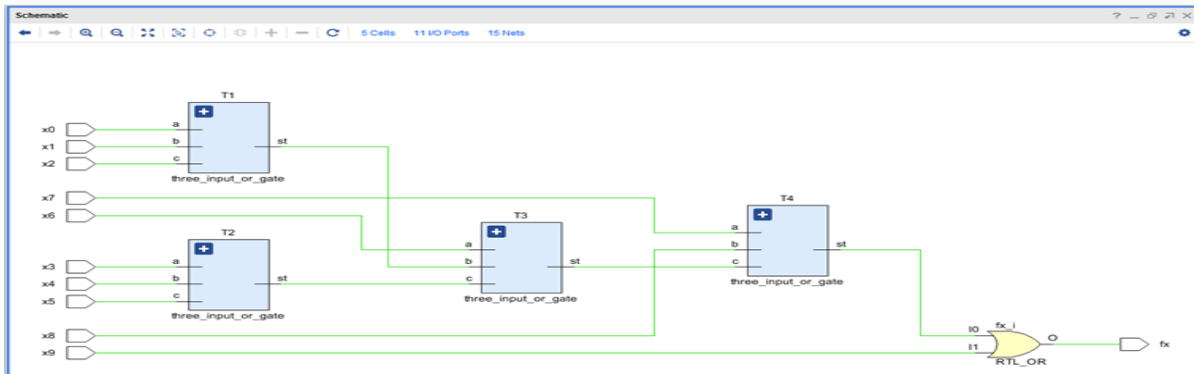 Schematic
5 Cells 11 I/O Ports 15 Nets
T1
x0 a
x1 b st
x2 c
three_input_or_gate
x7
x6
T4
T3
a
T2
a b st
x3 a b st c
x4 b st c three_input_or_gate
x5 c three_input_or_gate
three_input_or_gate
x8 I0 fx_i
O fx
x9 I1
RTL_OR